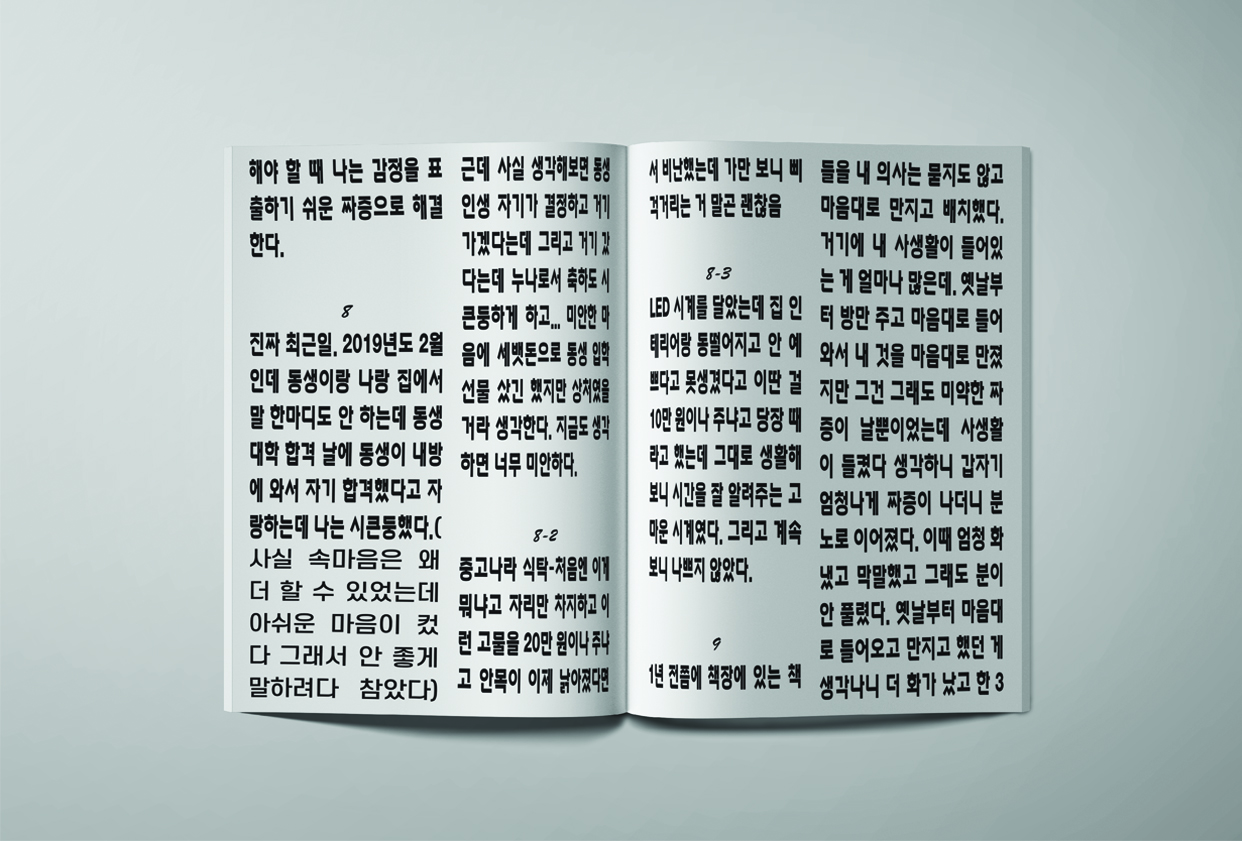 해야 할 때 나는 감정을 표
출하기 쉬운 짜증으로 해결
한다.
8
진짜 최근일. 2019년도 2월
인데 동생이랑 나랑 집에서
말 한마디도 안 하는데 동생
대학 합격 날에 동생이 내방
에 와서 자기 합격했다고 자
랑하는데 나는 시큰둥했다.(
사실 속마음은 왜
더 할 수 있었는데
아쉬운 마음이 컸
다 그래서 안 좋게
말하려다 참았다)
근데 사실 생각해보면 동생
인생 자기가 결정하고 거기
가겠다는데 그리고 거기 갔
다는데 누나로서 축하도 시
큰둥하게 하고... 미안한 마
음에 세뱃돈으로 동생 입학
선물 샀긴 했지만 상처였을
거라 생각한다. 지금도 생각
하면 너무 미안하다.
8-2
중고나라 식탁-처음엔 이게
뭐냐고 자리만 차지하고 이
런 고물을 20만 원이나 주냐
고 안목이 이제 낡아졌다면
서 비난했는데 가만 보니 삐
걱거리는 거 말곤 괜찮음
8-3
LED 시계를 달았는데 집 인
테리어랑 동떨어지고 안 예
쁘다고 못생겼다고 이딴 걸
10만 원이나 주냐고 당장 때
라고 했는데 그대로 생활해
보니 시간을 잘 알려주는 고
마운 시계였다. 그리고 계속
보니 나쁘지 않았다.
9
1년 전쯤에 책장에 있는 책
들을 내 의사는 묻지도 않고
마음대로 만지고 배치했다.
거기에 내 사생활이 들어있
는 게 얼마나 많은데. 옛날부
터 방만 주고 마음대로 들어
와서 내 것을 마음대로 만졌
지만 그건 그래도 미약한 짜
증이 날뿐이었는데 사생활
이 들켰다 생각하니 갑자기
엄청나게 짜증이 나더니 분
노로 이어졌다. 이때 엄청 화
냈고 막말했고 그래도 분이
안 풀렸다. 옛날부터 마음대
로 들어오고 만지고 했던 게
생각나니 더 화가 났고 한 3